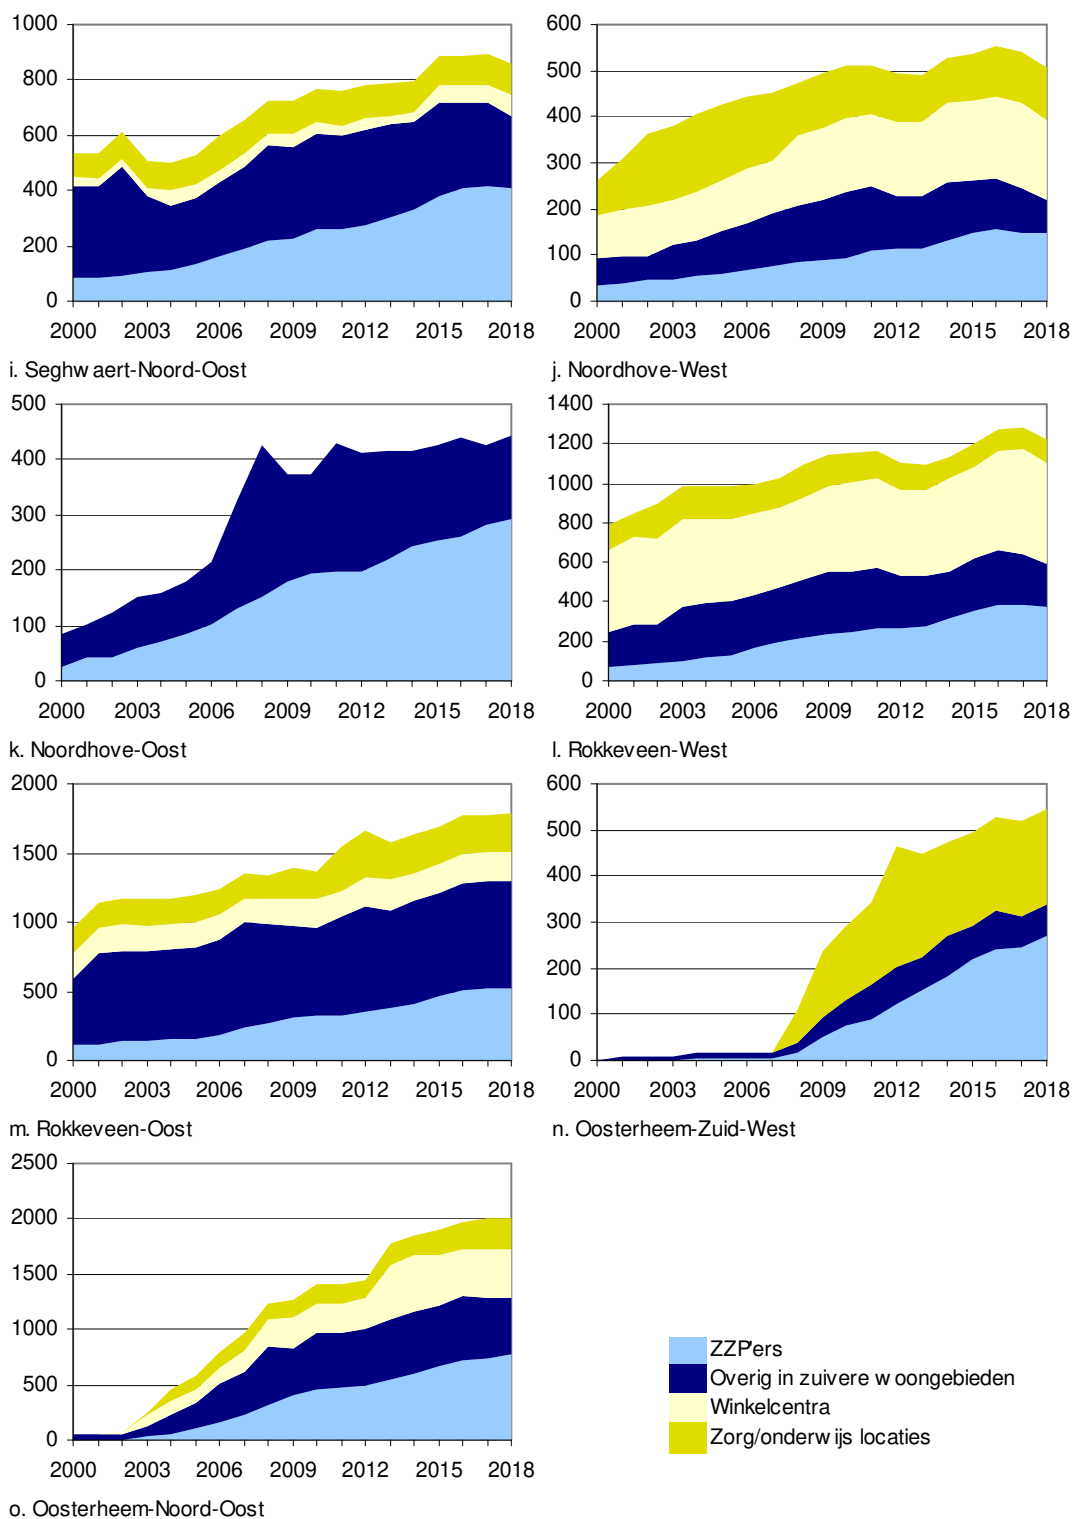 1000
800
600
400
200
0
2000 2003 2006 2009 2012 2015 2018
i. Seghwaert-Noord-Oost
600
500
400
300
200
100
0
2000 2003 2006 2009 2012 2015 2018
j. Noordhove-West
500
400
300
200
100
0
2000 2003 2006 2009 2012 2015 2018
k. Noordhove-Oost
1400
1200
1000
800
600
400
200
0
2000 2003 2006 2009 2012 2015 2018
l. Rokkeveen-West
2000
1500
1000
500
0
2000 2003 2006 2009 2012 2015 2018
m. Rokkeveen-Oost
600
500
400
300
200
100
0
2000 2003 2006 2009 2012 2015 2018
n. Oosterheem-Zuid-West
2500
2000
1500
1000
500
0
2000 2003 2006 2009 2012 2015 2018
o. Oosterheem-Noord-Oost
ZZP'ers
Overig in zuivere woongebieden
Winkelcentra
Zorg/onderwijs locaties